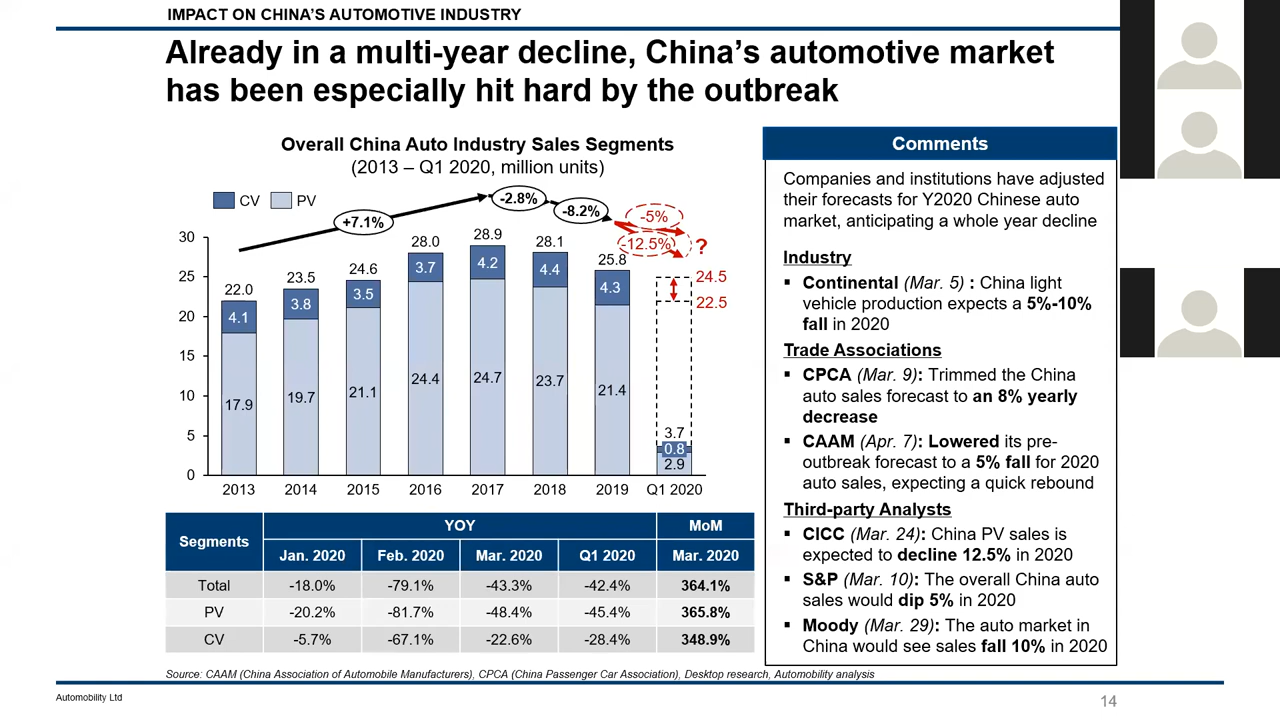 IMPACT ON CHINA'S AUTOMOTIVE INDUSTRY
Already in a multi-year decline, China's automotive market
has been especially hit hard by the outbreak
Overall China Auto Industry Sales Segments
(2013 – Q1 2020, million units)
CV PV
+7.1% -2.8% -8.2% -5% -12.5% ?
30
25
20
15
10
5
0
22.0 23.5 24.6 28.0 28.9 28.1 25.8 24.5
22.5
4.1 3.8 3.5 3.7 4.2 4.4 4.3 3.7
0.8
17.9 19.7 21.1 24.4 24.7 23.7 21.4 2.9
2013 2014 2015 2016 2017 2018 2019 Q1 2020
Segments YOY MoM
Jan. 2020 Feb. 2020 Mar. 2020 Q1 2020 Mar. 2020
Total -18.0% -79.1% -43.3% -42.4% 364.1%
PV -20.2% -81.7% -48.4% -45.4% 365.8%
CV -5.7% -67.1% -22.6% -28.4% 348.9%
Comments
Companies and institutions have adjusted
their forecasts for Y2020 Chinese auto
market, anticipating a whole year decline
Industry
▪ Continental (Mar. 5) : China light
vehicle production expects a 5%-10%
fall in 2020
Trade Associations
▪ CPCA (Mar. 9): Trimmed the China
auto sales forecast to an 8% yearly
decrease
▪ CAAM (Apr. 7): Lowered its pre-
outbreak forecast to a 5% fall for 2020
auto sales, expecting a quick rebound
Third-party Analysts
▪ CICC (Mar. 24): China PV sales is
expected to decline 12.5% in 2020
▪ S&P (Mar. 10): The overall China auto
sales would dip 5% in 2020
▪ Moody (Mar. 29): The auto market in
China would see sales fall 10% in 2020
Source: CAAM (China Association of Automobile Manufacturers), CPCA (China Passenger Car Association), Desktop research, Automobility analysis
Automobility Ltd
14